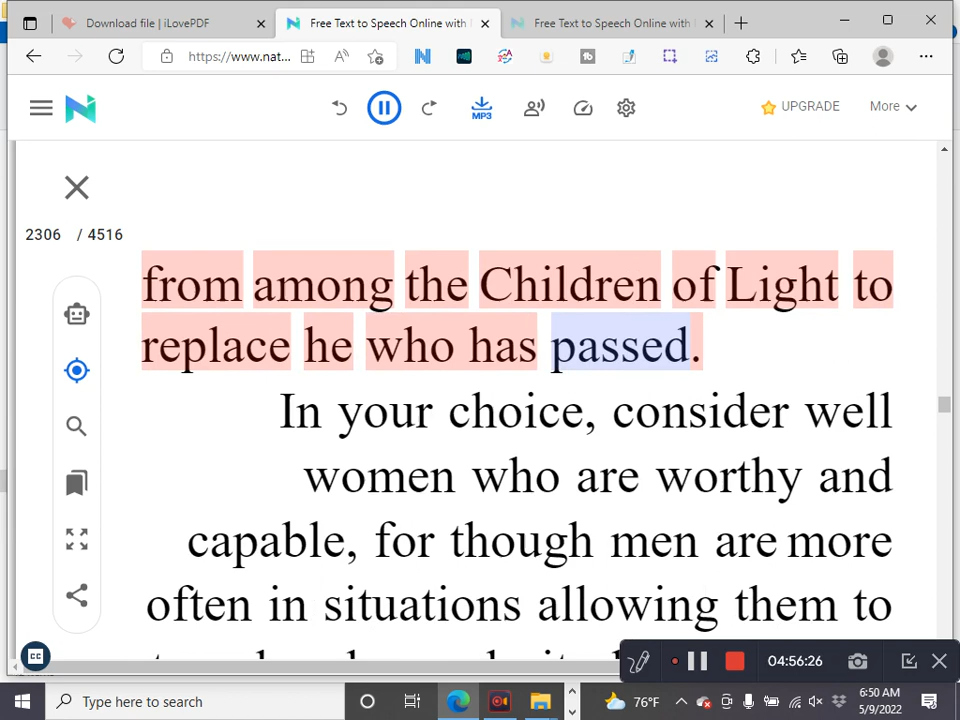 Download file | iLovePDF
Free Text to Speech Online with
Free Text to Speech Online with
https://www.nat...
MP3
UPGRADE
More
2306 / 4516
from among the Children of Light to
replace he who has passed.
In your choice, consider well
women who are worthy and
capable, for though men are more
often in situations allowing them to
CC
04:56:26
Type here to search
76°F
6:50 AM
5/9/2022